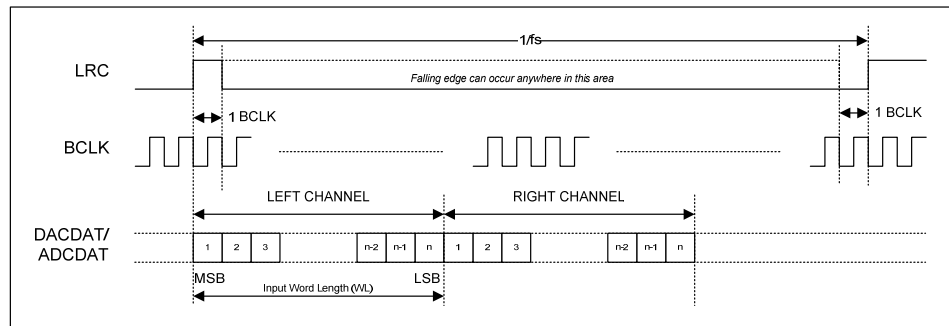 1/fs
LRC
Falling edge can occur anywhere in this area
1 BCLK
1 BCLK
BCLK
LEFT CHANNEL
RIGHT CHANNEL
DACDAT/
ADCDAT
1 2 3 n-2 n-1 n 1 2 3 n-2 n-1 n
MSB
LSB
Input Word Length (WL)